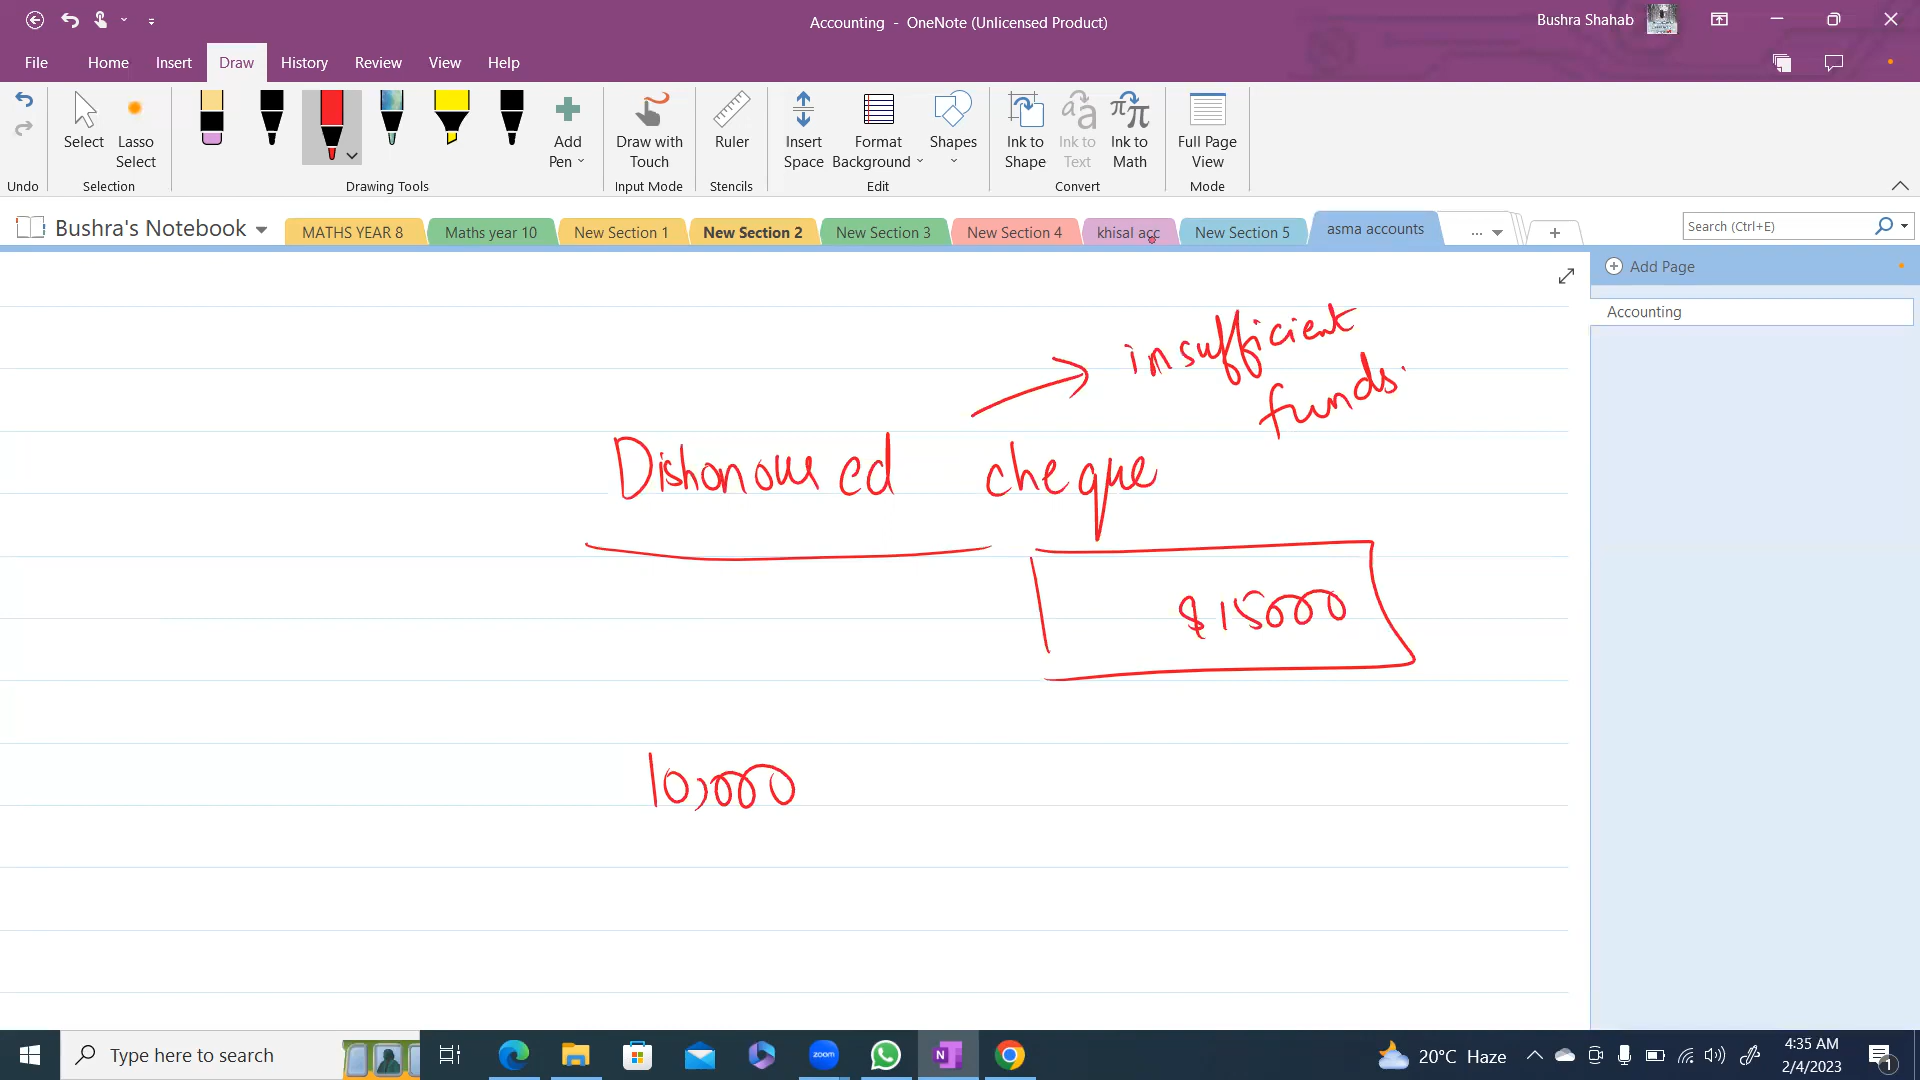 Accounting - OneNote (Unlicensed Product)
Bushra Shahab
File Home Insert Draw History Review View Help
Select
Lasso Select
Add Pen
Draw with Touch
Ruler
Insert Space
Format Background
Shapes
Ink to Shape
Ink to Text
Ink to Math
Full Page View
Undo Selection Drawing Tools Input Mode Stencils Edit Convert Mode
Bushra's Notebook MATHS YEAR 8 Maths year 10 New Section 1 New Section 2 New Section 3 New Section 4 khisal acc New Section 5 asma accounts ... + Search (Ctrl+E)
Add Page
Accounting
insufficient
funds.
Dishonoured cheque
$15000
10,000
Type here to search
zoom
N
20°C Haze
4:35 AM
2/4/2023
1